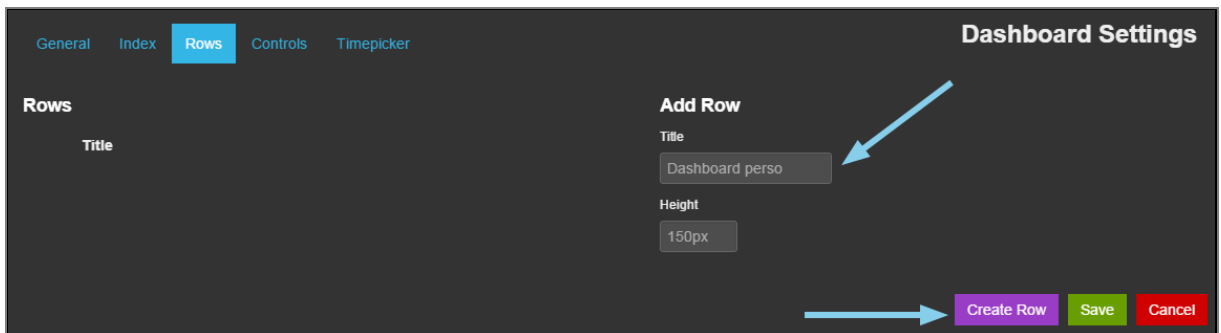 General Index Rows Controls Timepicker Dashboard Settings
Rows
Title
Add Row
Title
Dashboard perso
Height
150px
Create Row Save Cancel